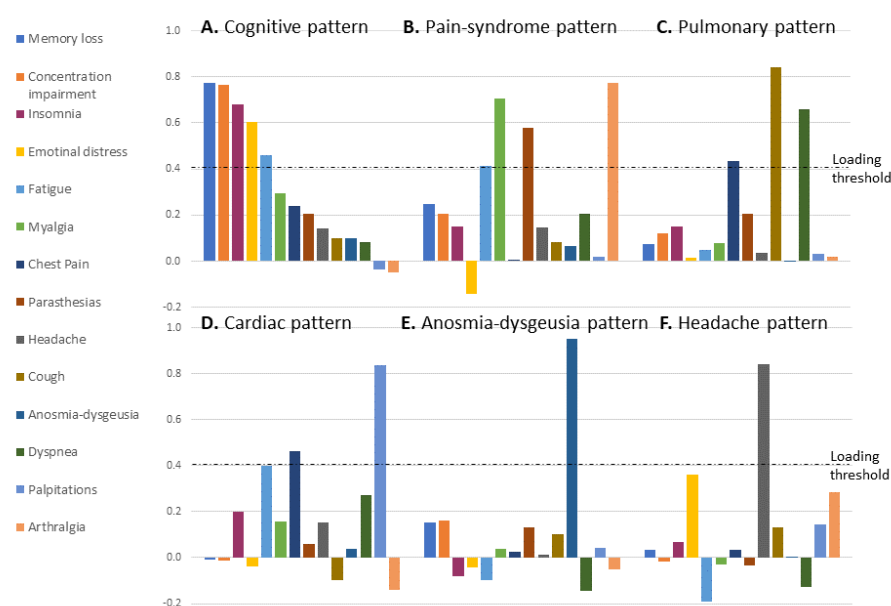 Memory loss
Concentration
impairment
Insomnia
Emotinal distress
Fatigue
Myalgia
Chest Pain
Parasthesias
Headache
Cough
Anosmia-dysgeusia
Dyspnea
Palpitations
Arthralgia
A. Cognitive pattern
B. Pain-syndrome pattern
C. Pulmonary pattern
1.0
0.8
0.6
0.4
0.2
0.0
-0.2
Loading
threshold
D. Cardiac pattern
E. Anosmia-dysgeusia pattern
F. Headache pattern
1.0
0.8
0.6
0.4
0.2
0.0
-0.2
Loading
threshold